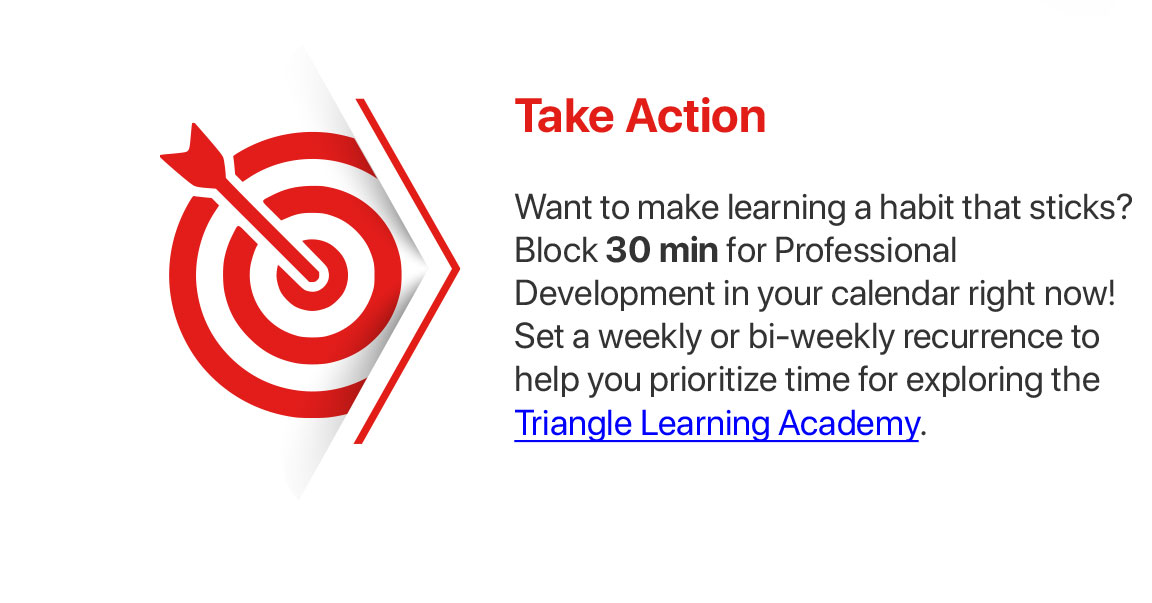 Take Action
Want to make learning a habit that sticks?
Block 30 min for Professional
Development in your calendar right now!
Set a weekly or bi-weekly recurrence to
help you prioritize time for exploring the
Triangle Learning Academy.